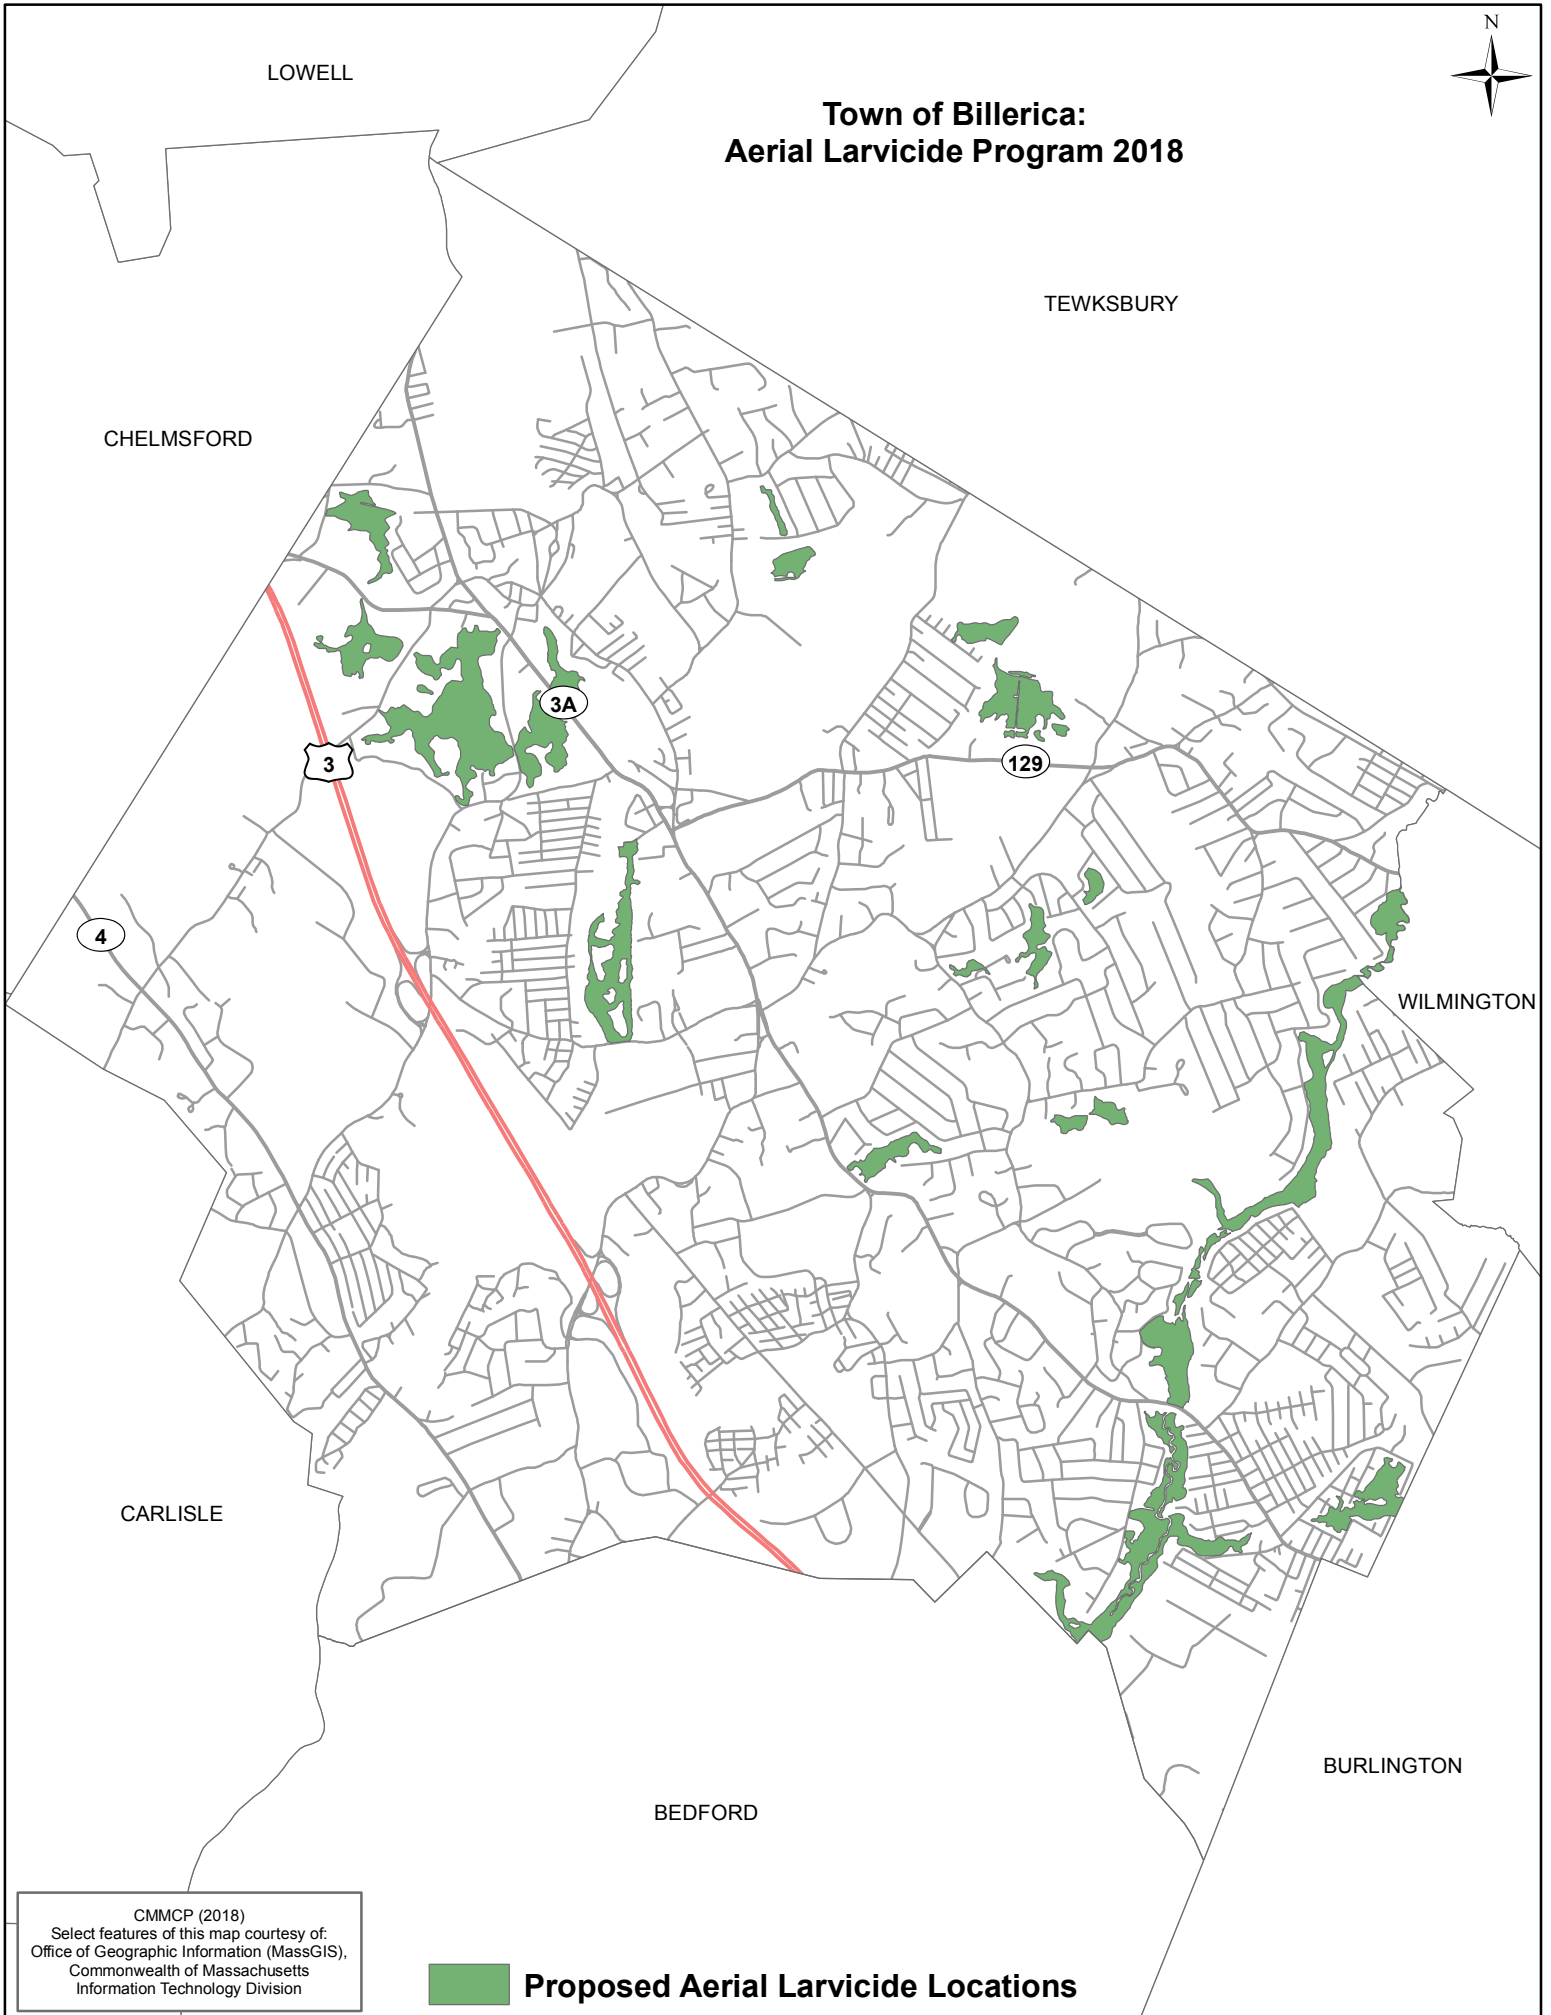 N
LOWELL
Town of Billerica:
Aerial Larvicide Program 2018
TEWKSBURY
CHELMSFORD
3A
3
129
4
WILMINGTON
CARLISLE
BURLINGTON
BEDFORD
CMMCP (2018)
Select features of this map courtesy of:
Office of Geographic Information (MassGIS),
Commonwealth of Massachusetts
Information Technology Division
Proposed Aerial Larvicide Locations